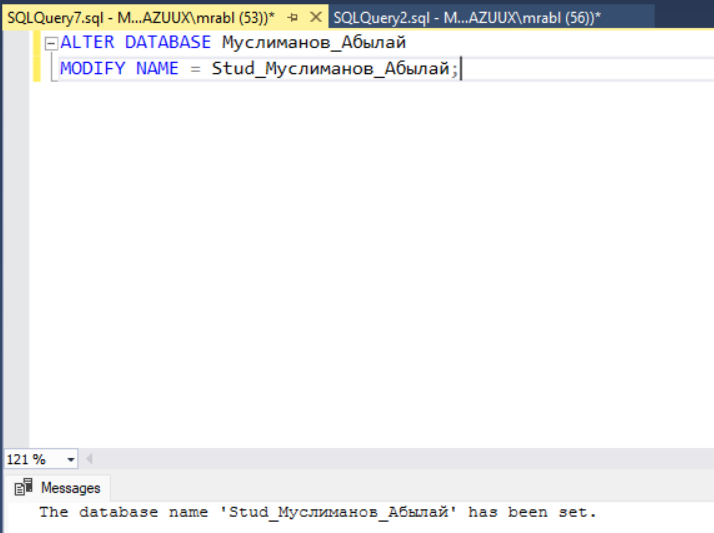 SQLQuery7.sql - M...AZUUX\mrabl (53))* SQLQuery2.sql - M...AZUUX\mrabl (56))*
ALTER DATABASE Муслиманов_Абылай
MODIFY NAME = Stud_Муслиманов_Абылай;
121 %
Messages
The database name 'Stud_Муслиманов_Абылай' has been set.